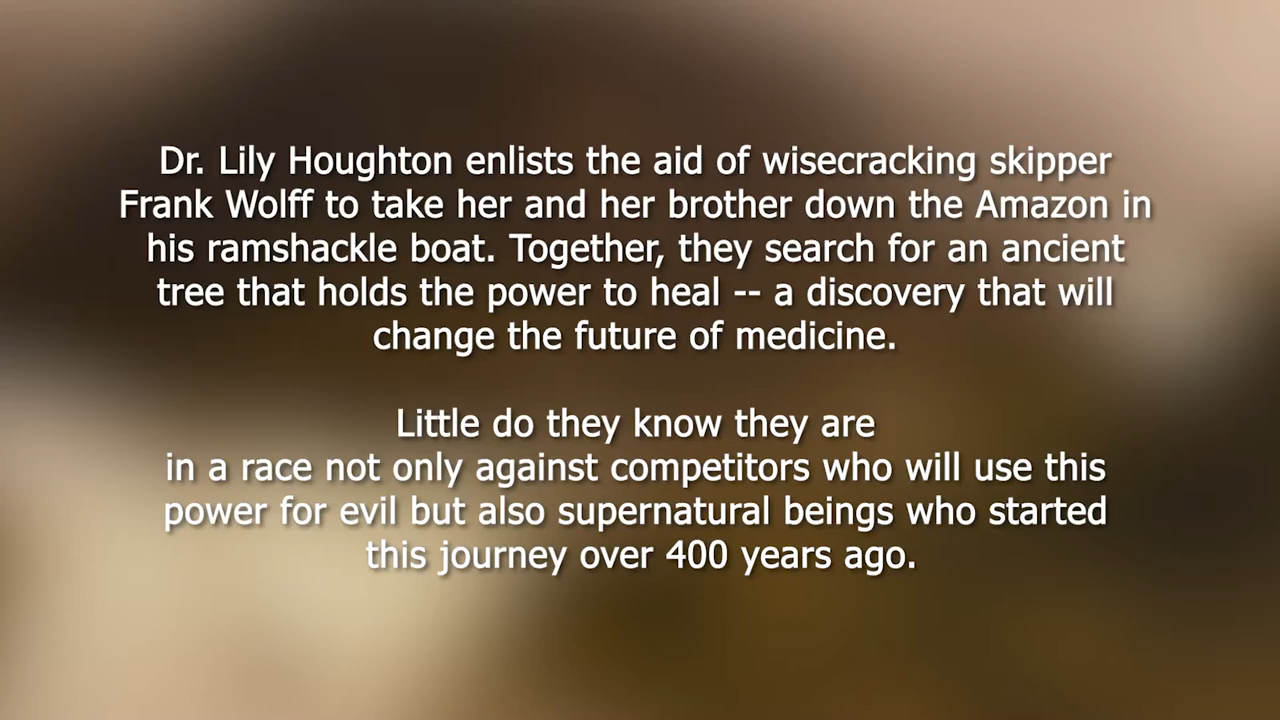 Dr. Lily Houghton enlists the aid of wisecracking skipper
Frank Wolff to take her and her brother down the Amazon in
his ramshackle boat. Together, they search for an ancient
tree that holds the power to heal -- a discovery that will
change the future of medicine.
Little do they know they are
in a race not only against competitors who will use this
power for evil but also supernatural beings who started
this journey over 400 years ago.